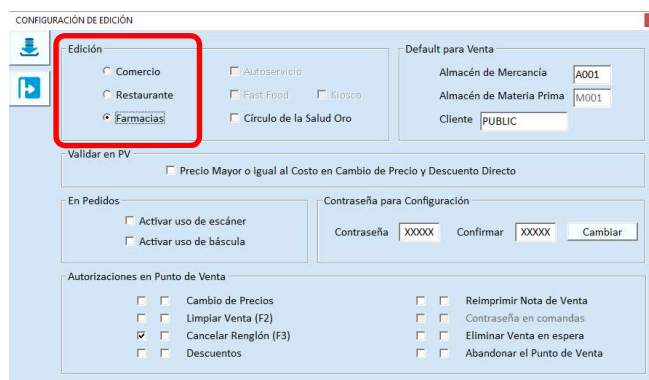 CONFIGURACIÓN DE EDICIÓN
Edición
Comercio
Autoservicio
Restaurante
Fast Food
Kiosco
Farmacias
Círculo de la Salud Oro
Default para Venta
Almacén de Mercancía A001
Almacén de Materia Prima M001
Cliente PUBLIC
Validar en PV
Precio Mayor o igual al Costo en Cambio de Precio y Descuento Directo
En Pedidos
Activar uso de escáner
Activar uso de báscula
Contraseña para Configuración
Contraseña XXXXX Confirmar XXXXX Cambiar
Autorizaciones en Punto de Venta
Cambio de Precios
Limpiar Venta (F2)
Cancelar Renglón (F3)
Descuentos
Reimprimir Nota de Venta
Contraseña en comandas
Eliminar Venta en espera
Abandonar el Punto de Venta